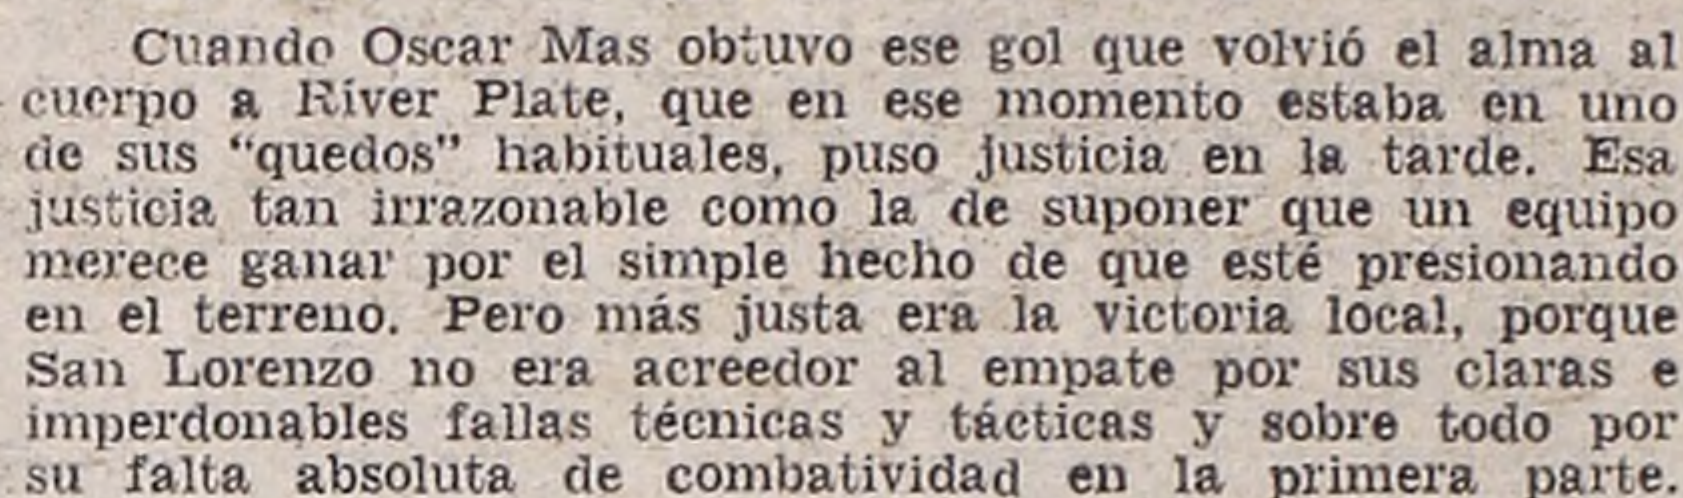 Cuando Oscar Mas obtuvo ese gol que volvió el alma al
cuerpo a River Plate, que en ese momento estaba en uno
de sus “quedos” habituales, puso justicia en la tarde. Esa
justicia tan irrazonable como la de suponer que un equipo
merece ganar por el simple hecho de que esté presionando
en el terreno. Pero más justa era la victoria local, porque
San Lorenzo no era acreedor al empate por sus claras e
imperdonables fallas técnicas y tácticas y sobre todo por
su falta absoluta de combatividad en la primera parte.